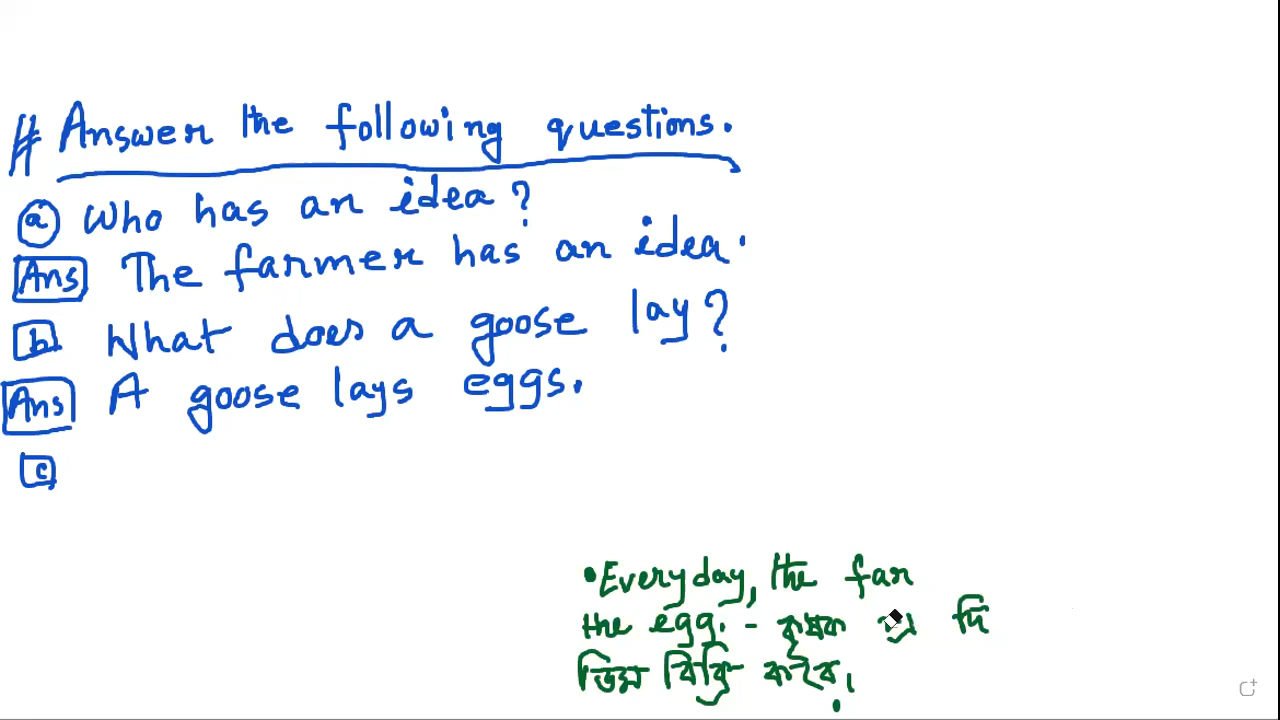 # Answer the following questions.
a Who has an idea?
Ans The farmer has an idea.
b What does a goose lay?
Ans A goose lays eggs.
c
• Everyday, the far
the egg. - কৃষক দি
ডিম বিক্রি করে।